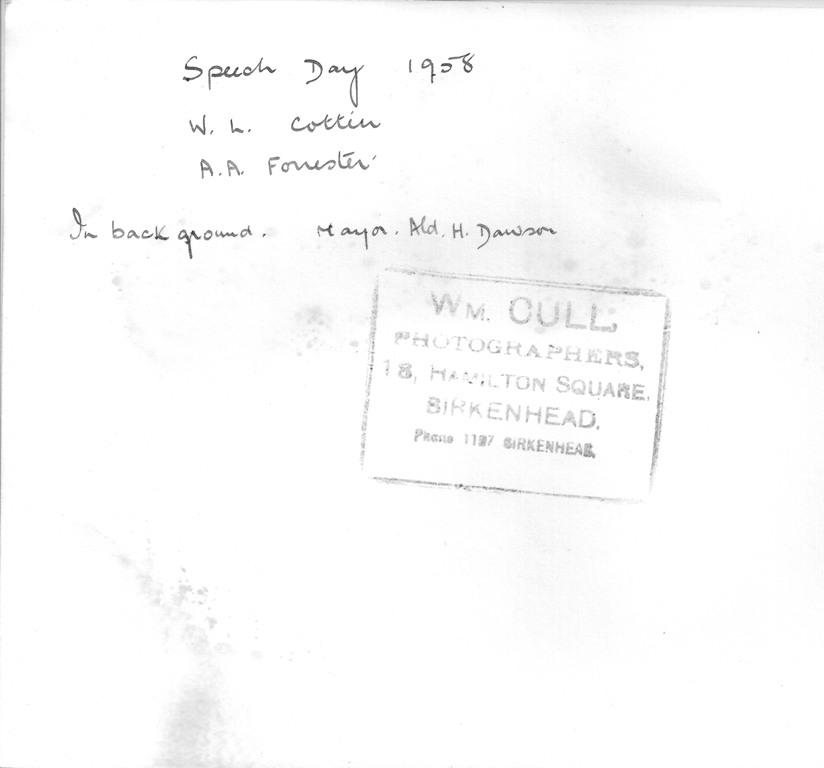 Speech Day 1958
W. L. Cottier
A.A. Forrester
In background. Mayor. Ald. H. Dawson
WM. CULL,
PHOTOGRAPHERS,
18, HAMILTON SQUARE,
BIRKENHEAD.
Phone 1197 BIRKENHEAD.